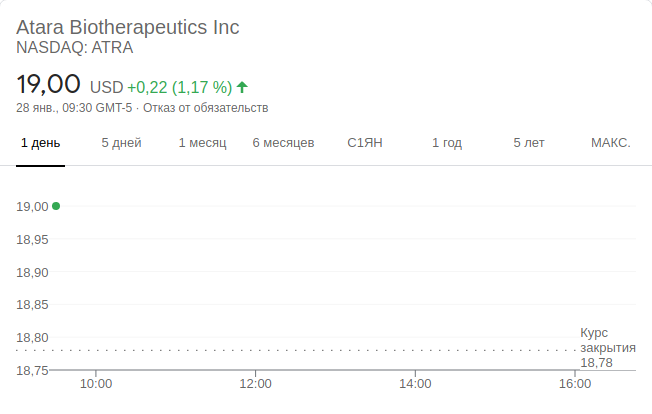 Atara Biotherapeutics Inc
NASDAQ: ATRA
19,00 USD +0,22 (1,17 %)
28 янв., 09:30 GMT-5 · Отказ от обязательств
1 день 5 дней 1 месяц 6 месяцев С1ЯН 1 год 5 лет МАКС.
19,00
18,95
18,90
18,85
18,80
Курс
закрытия
18,78
18,75
10:00 12:00 14:00 16:00